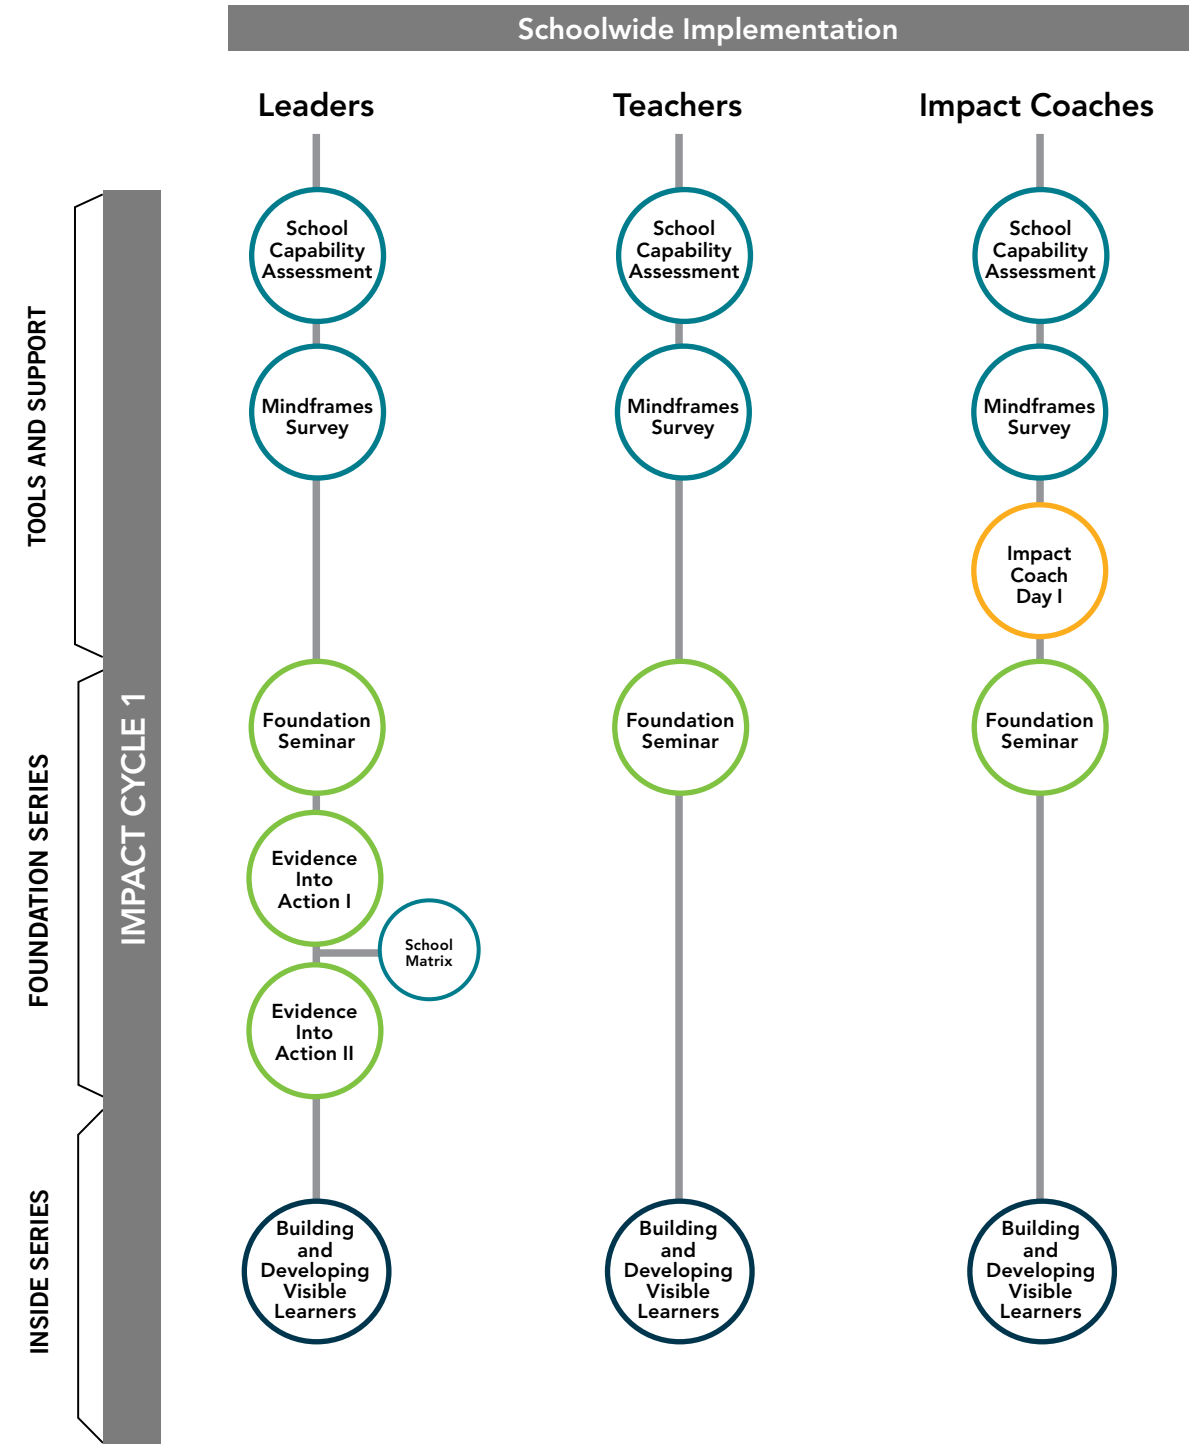 Schoolwide Implementation
Leaders
Teachers
Impact Coaches
TOOLS AND SUPPORT
FOUNDATION SERIES
INSIDE SERIES
IMPACT CYCLE 1
School
Capability
Assessment
School
Capability
Assessment
School
Capability
Assessment
Mindframes
Survey
Mindframes
Survey
Mindframes
Survey
Impact
Coach
Day I
Foundation
Seminar
Foundation
Seminar
Foundation
Seminar
Evidence
Into
Action I
School
Matrix
Evidence
Into
Action II
Building
and
Developing
Visible
Learners
Building
and
Developing
Visible
Learners
Building
and
Developing
Visible
Learners